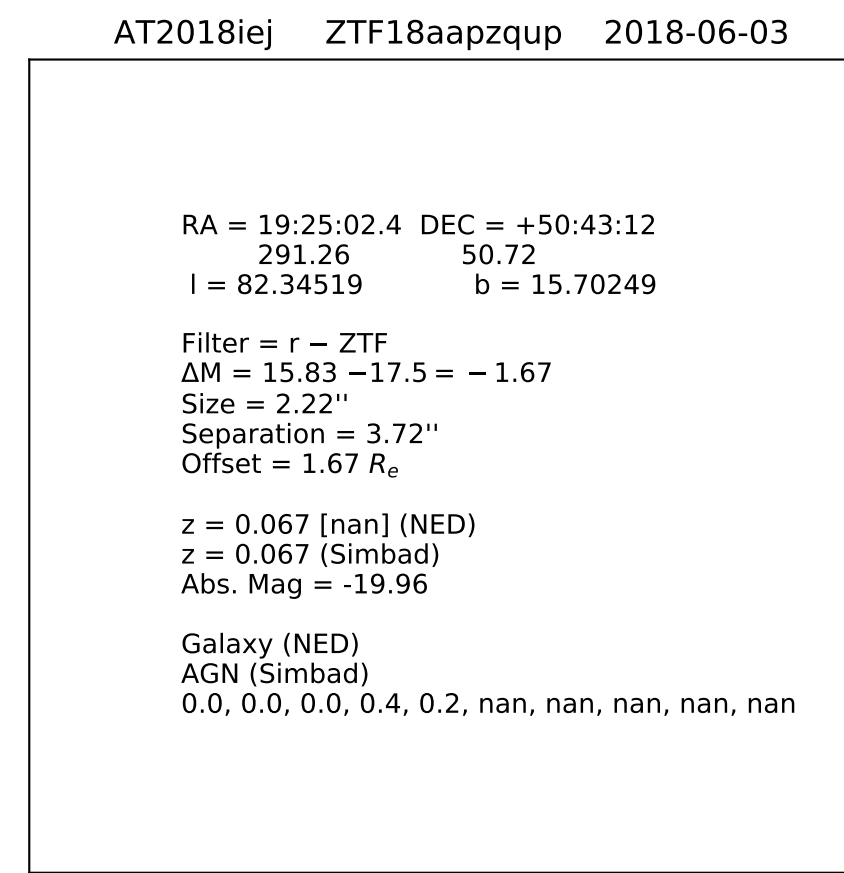 AT2018iej ZTF18aapzqup 2018-06-03
RA = 19:25:02.4 DEC = +50:43:12
291.26 50.72
l = 82.34519 b = 15.70249
Filter = r − ZTF
ΔM = 15.83 −17.5 = − 1.67
Size = 2.22''
Separation = 3.72''
Offset = 1.67 Re
z = 0.067 [nan] (NED)
z = 0.067 (Simbad)
Abs. Mag = -19.96
Galaxy (NED)
AGN (Simbad)
0.0, 0.0, 0.0, 0.4, 0.2, nan, nan, nan, nan, nan